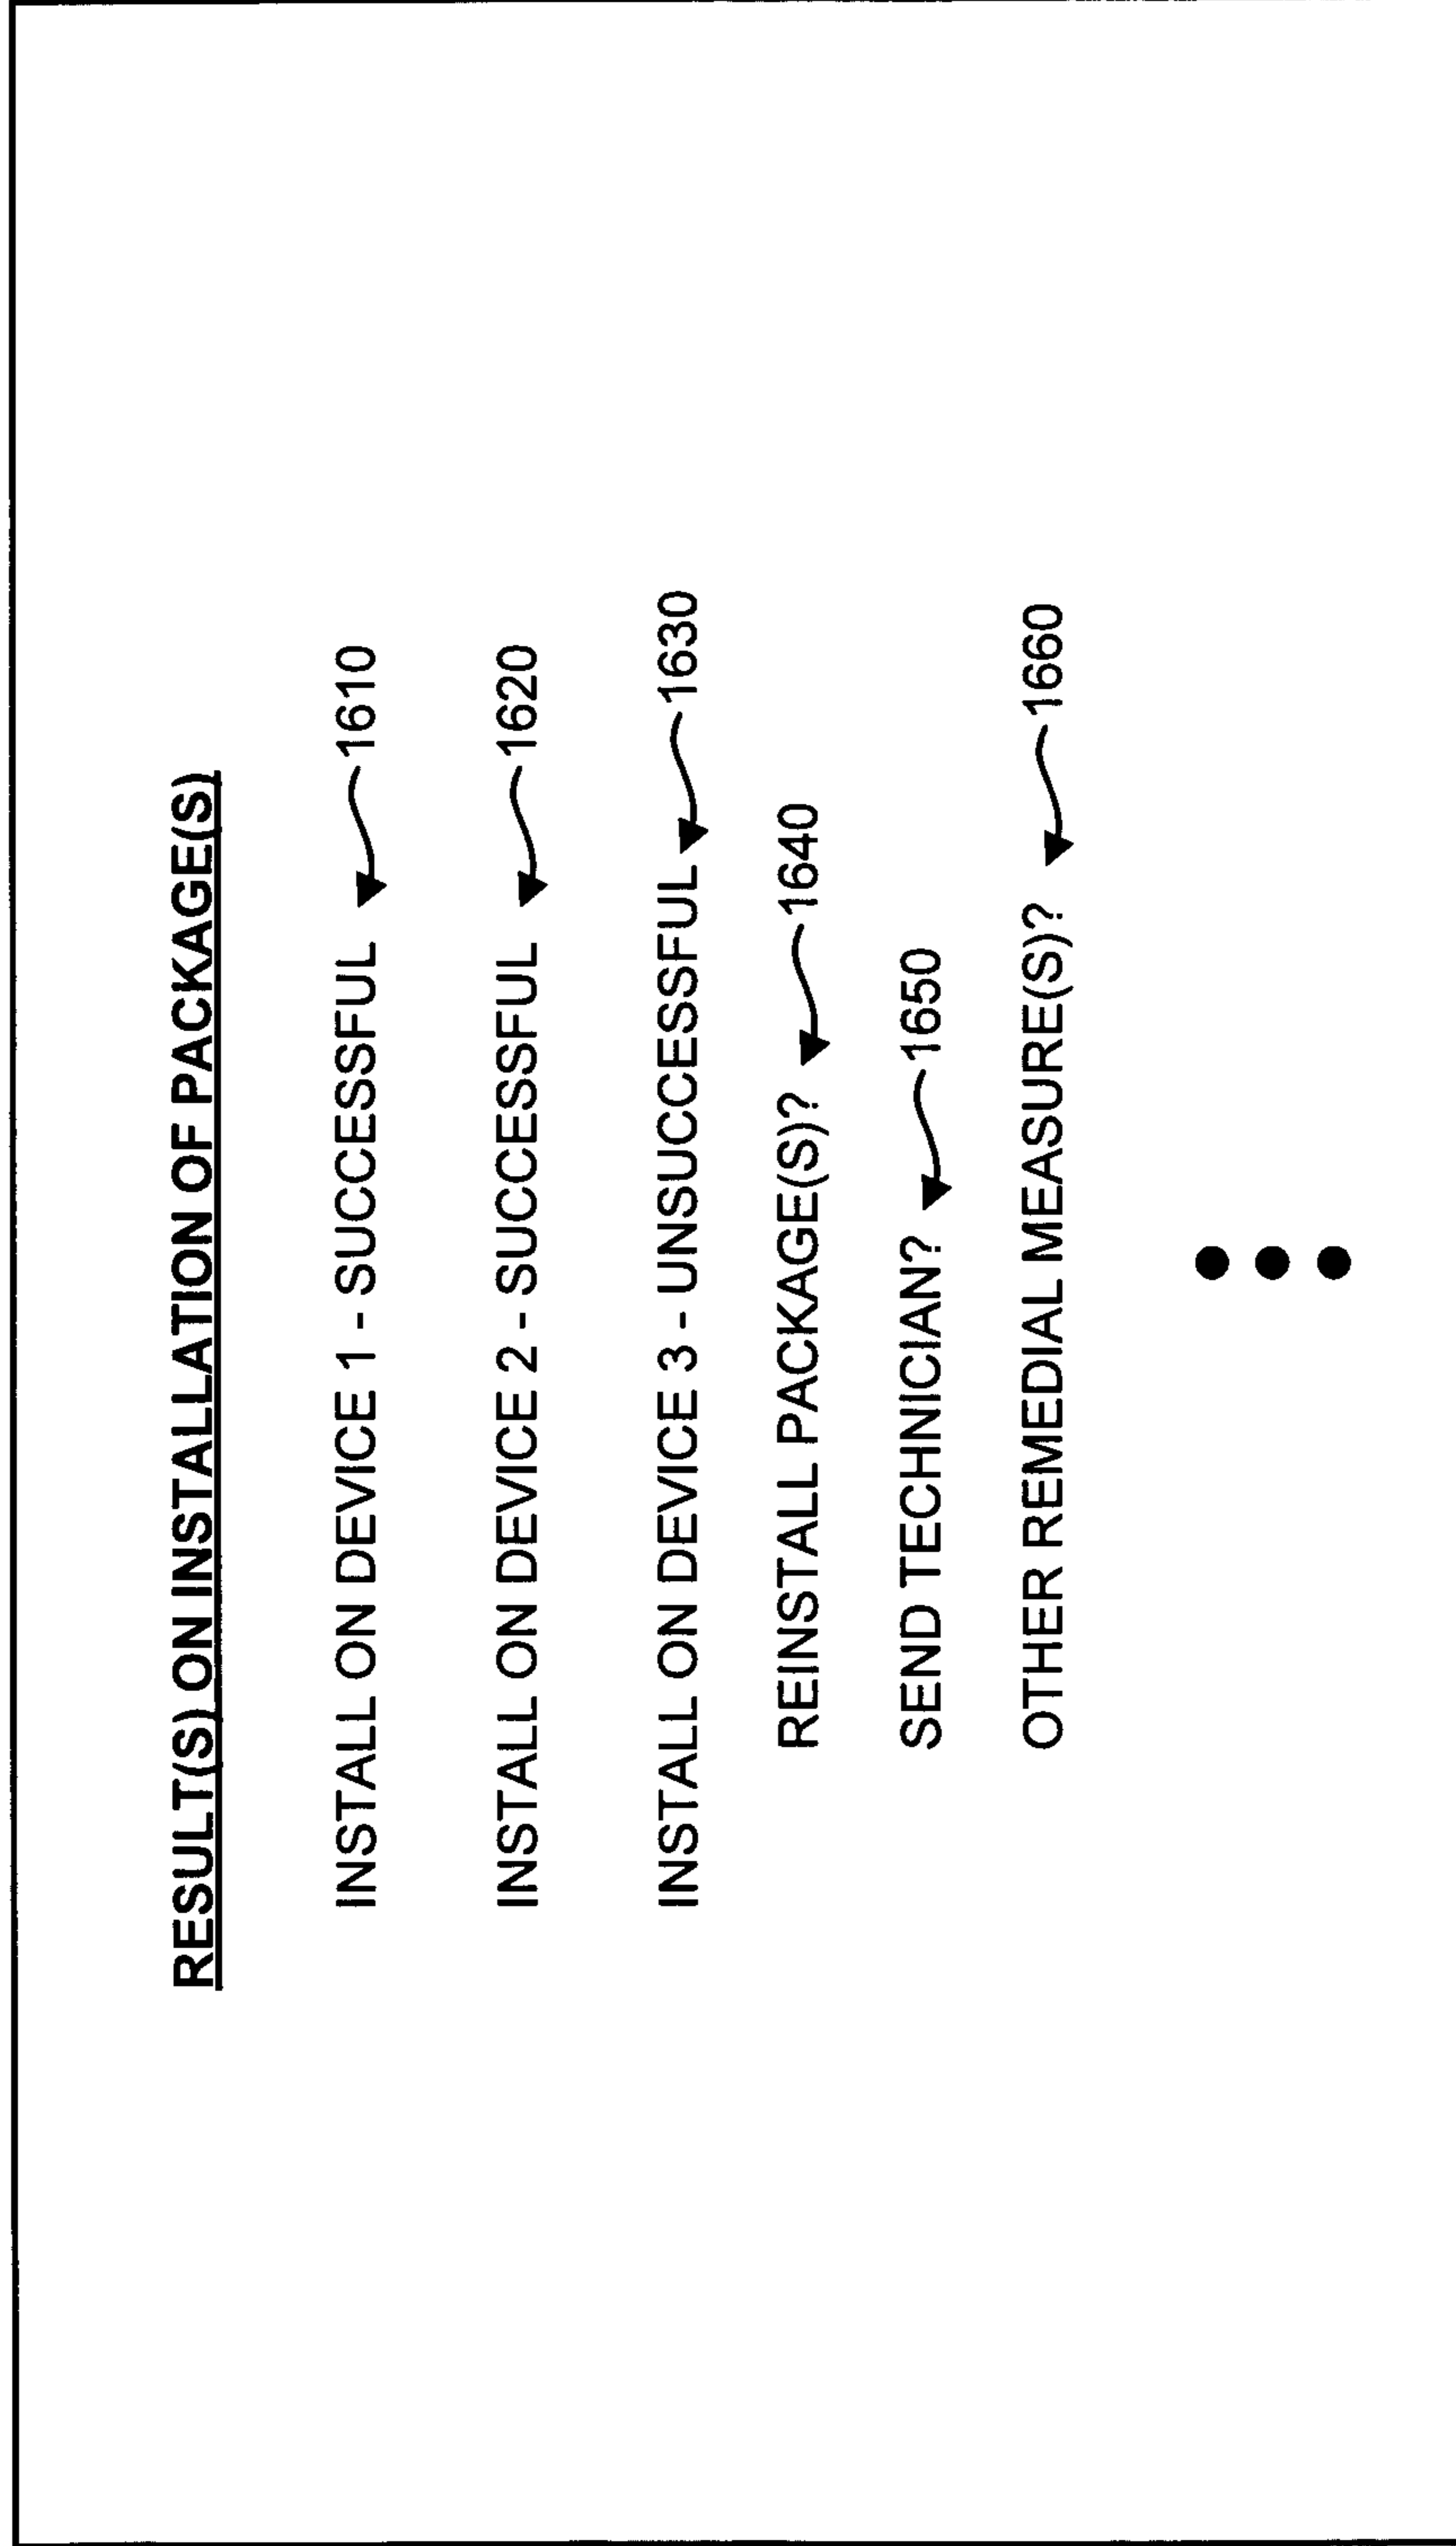 RESULT(S) ON INSTALLATION OF PACKAGE(S)
INSTALL ON DEVICE 1 - SUCCESSFUL 1610
INSTALL ON DEVICE 2 - SUCCESSFUL 1620
INSTALL ON DEVICE 3 - UNSUCCESSFUL 1630
REINSTALL PACKAGE(S)? 1640
SEND TECHNICIAN? 1650
OTHER REMEDIAL MEASURE(S)? 1660